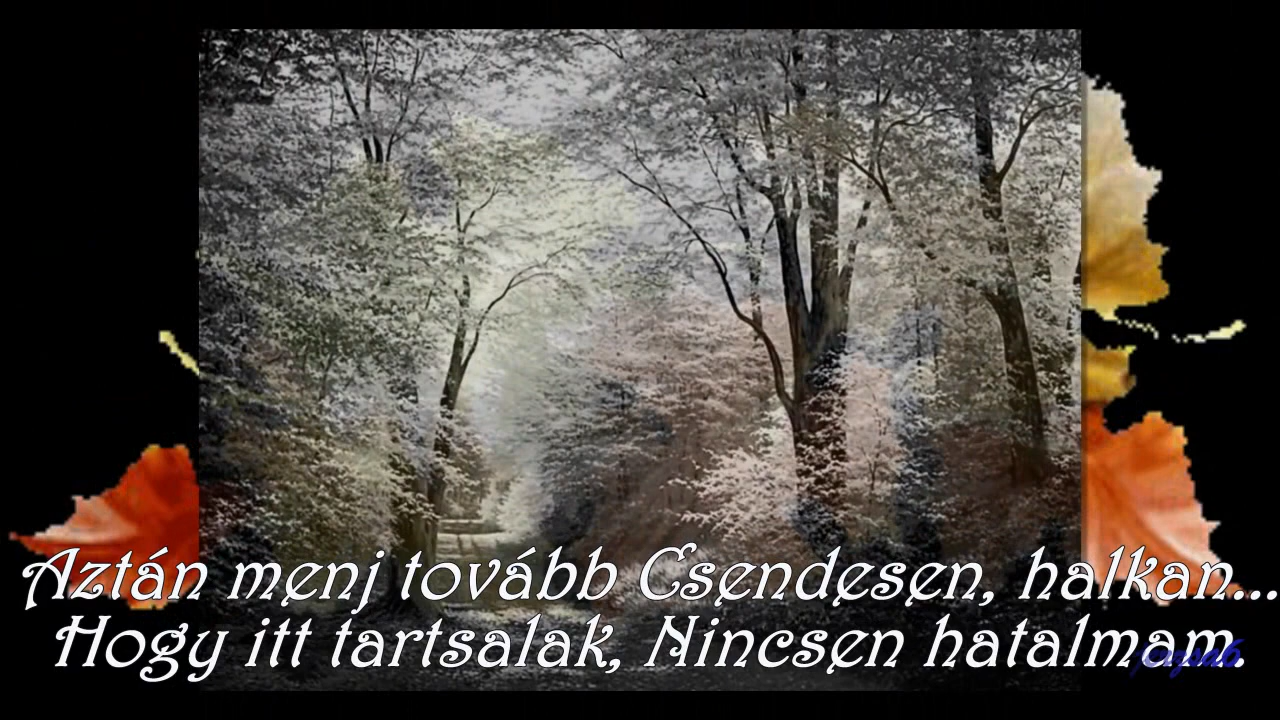 Aztán menj tovább Csendesen, halkan...
Hogy itt tartsalak, Nincsen hatalmam.